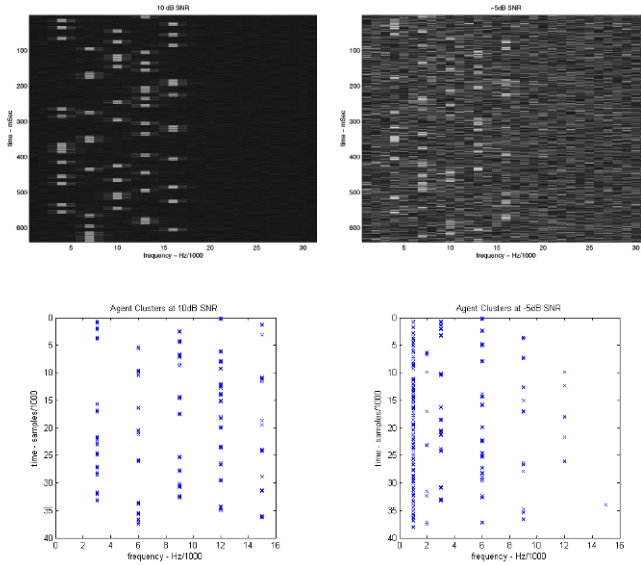 10 dB SNR
100
200
300
400
500
600
time - mSec
5 10 15 20 25 30
frequency - Hz/1000
-5dB SNR
100
200
300
400
500
600
time - mSec
5 10 15 20 25 30
frequency - Hz/1000
Agent Clusters at 10dB SNR
0
5
10
15
20
25
30
35
40
time - samples/1000
0 2 4 6 8 10 12 14 16
frequency - Hz/1000
Agent Clusters at -5dB SNR
0
5
10
15
20
25
30
35
40
time - samples/1000
0 2 4 6 8 10 12 14 16
frequency - Hz/1000